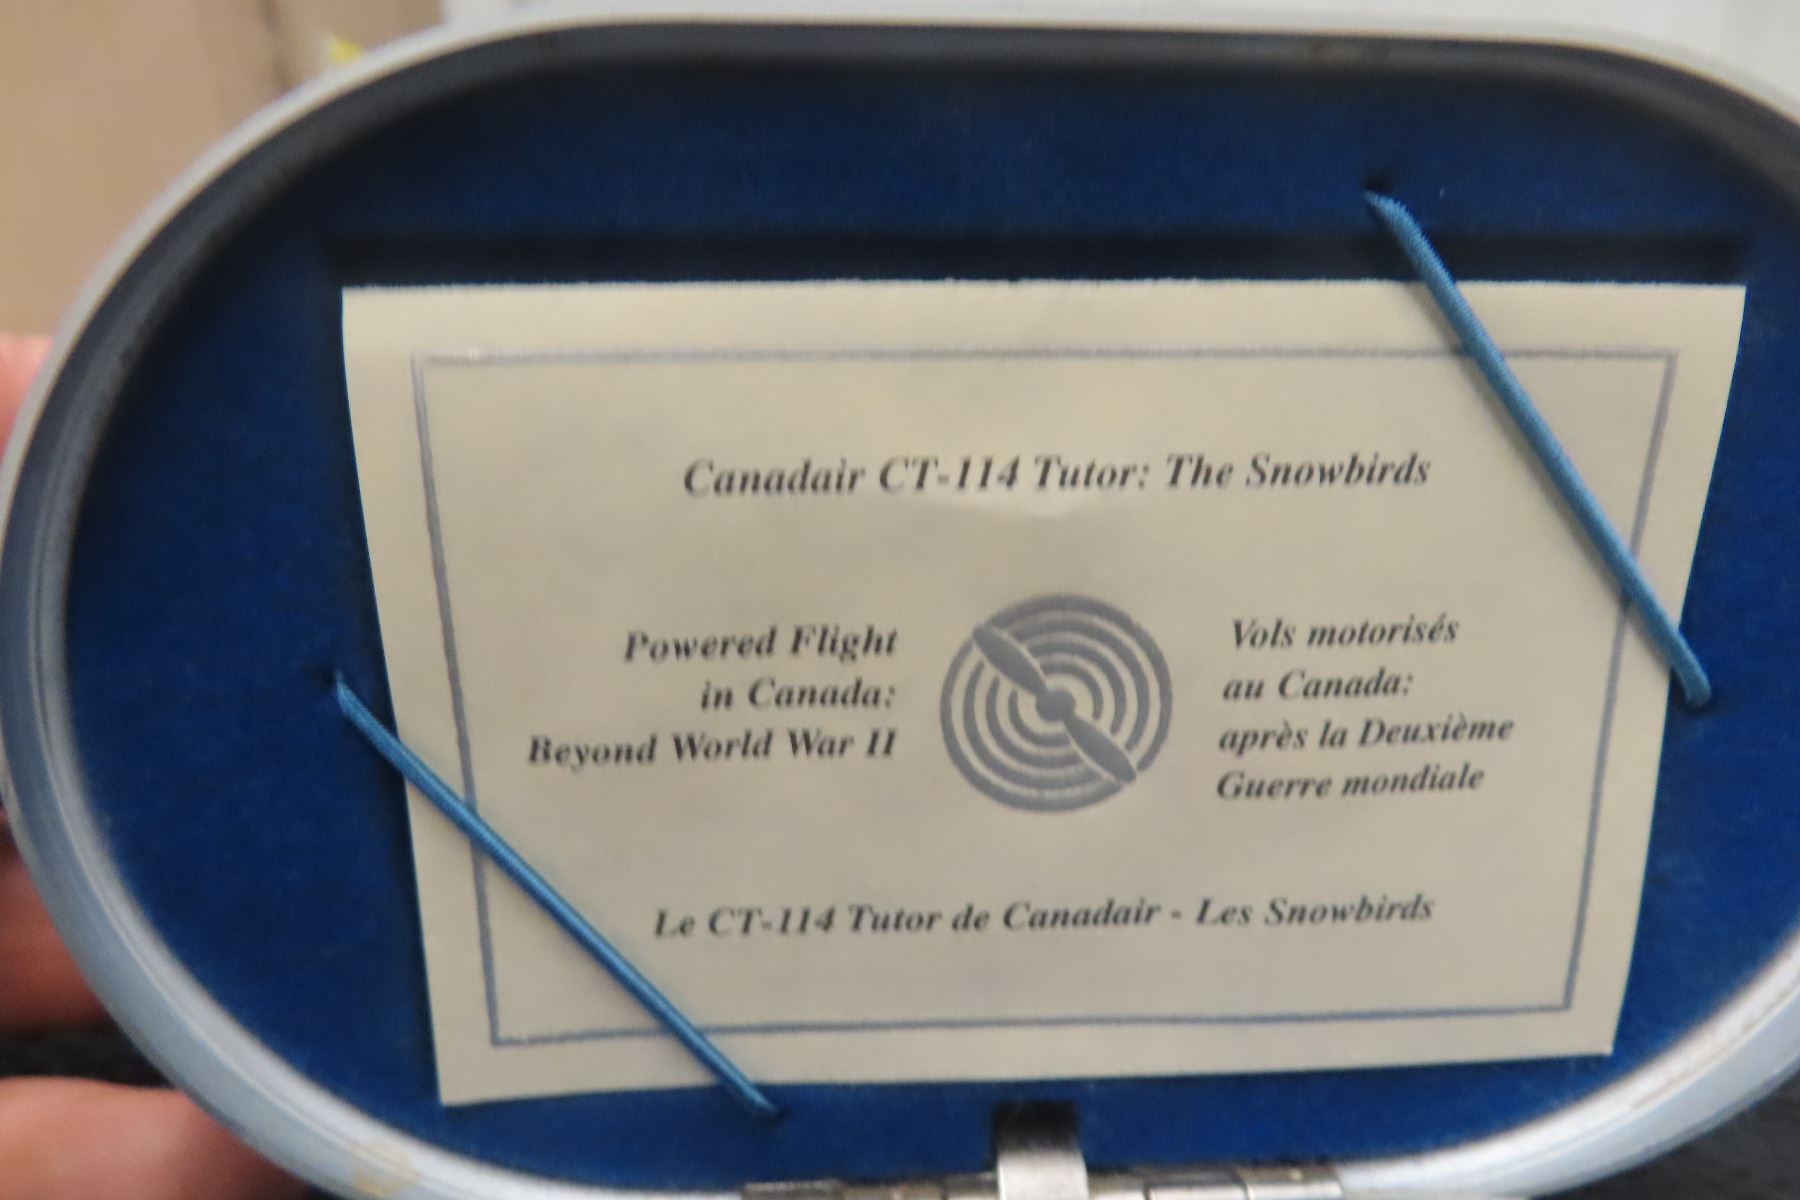 Canadair CT-114 Tutor: The Snowbirds
Powered Flight
in Canada:
Beyond World War II
Vols motorisés
au Canada:
après la Deuxième
Guerre mondiale
Le CT-114 Tutor de Canadair - Les Snowbirds